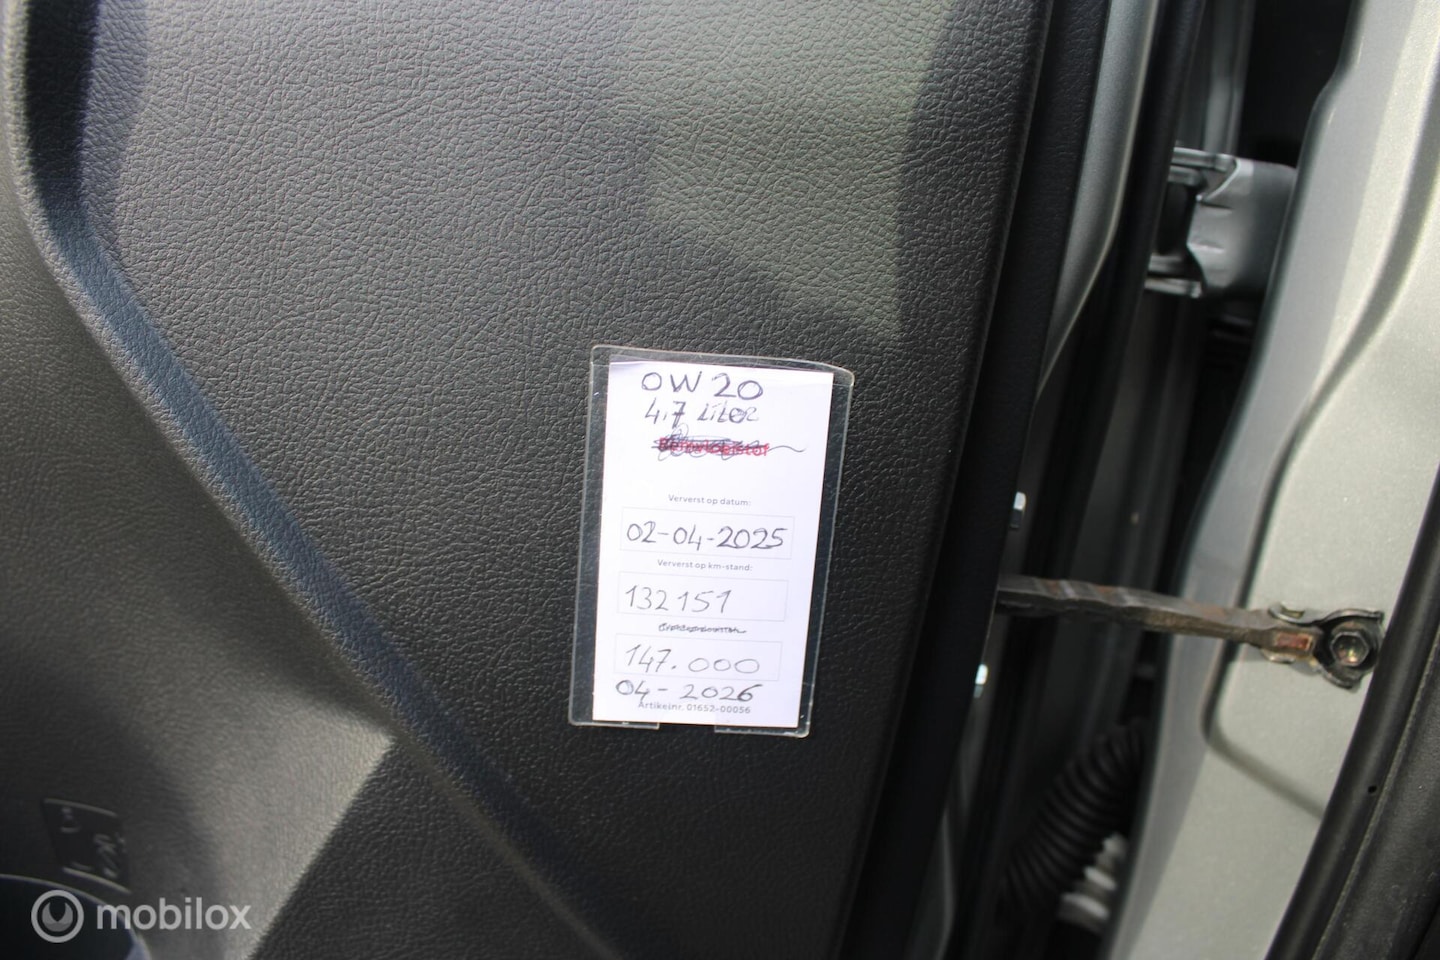 0W20
4,7 LITER
Ververst op datum:
02-04-2025
Ververst op km-stand:
132151
147.000
04-2026
Artikelnr. 01652-00056
mobilox